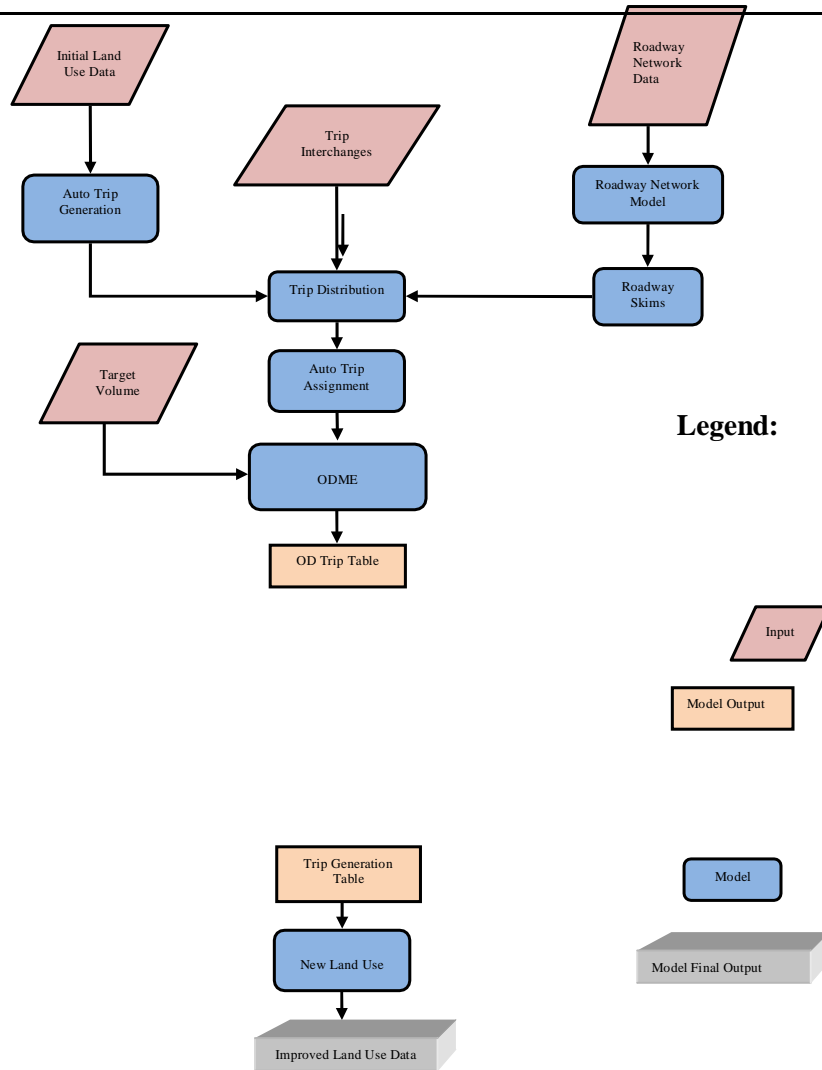 Initial Land
Use Data
Roadway
Network
Data
Trip
Interchanges
Auto Trip
Generation
Roadway Network
Model
Trip Distribution
Roadway
Skims
Target
Volume
Auto Trip
Assignment
Legend:
ODME
OD Trip Table
Input
Model Output
Trip Generation
Table
Model
New Land Use
Model Final Output
Improved Land Use Data